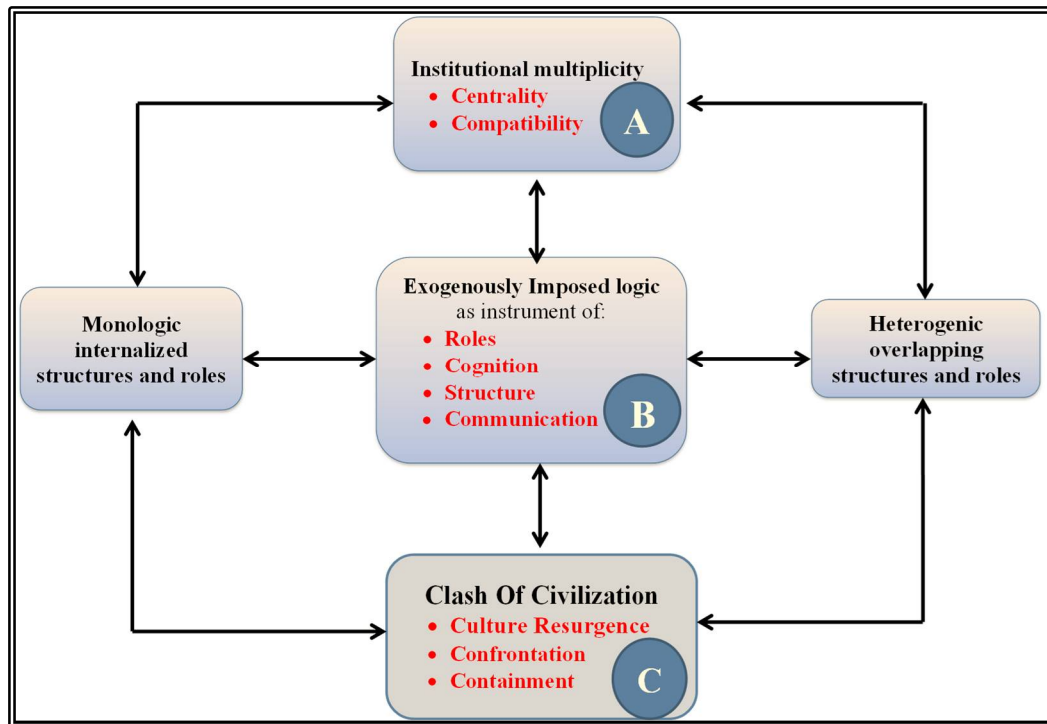 Institutional multiplicity
• Centrality
• Compatibility
A
Monologic
internalized
structures and roles
Exogenously Imposed logic
as instrument of:
• Roles
• Cognition
• Structure
• Communication
B
Heterogenic
overlapping
structures and roles
Clash Of Civilization
• Culture Resurgence
• Confrontation
• Containment
C